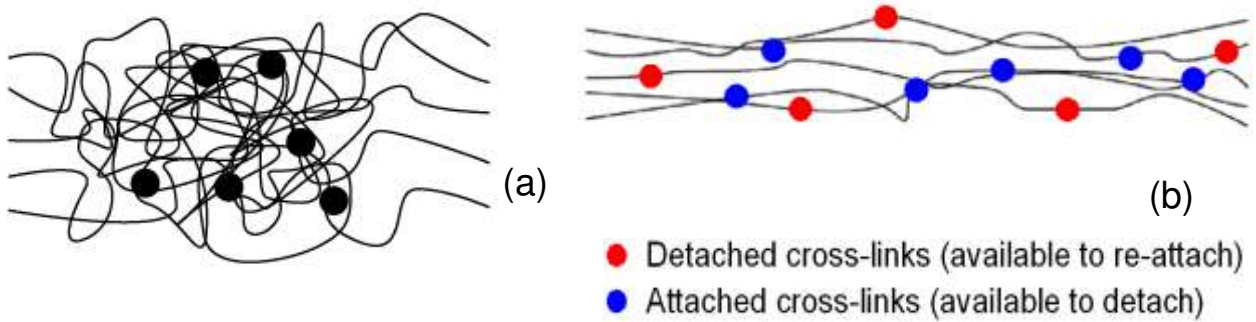 (a)
(b)
Detached cross-links (available to re-attach)
Attached cross-links (available to detach)